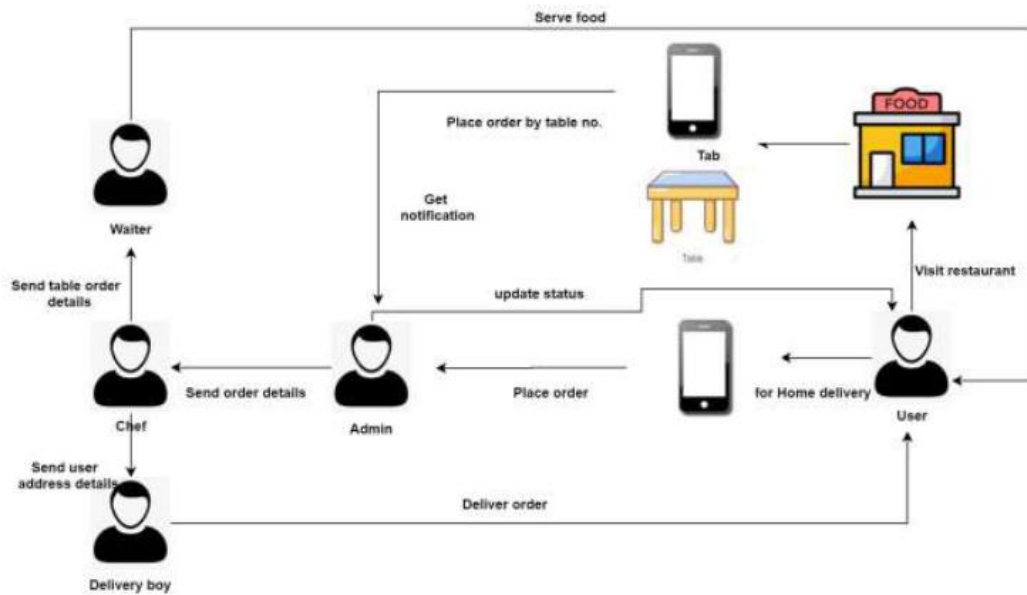 Serve food
FOOD
Place order by table no.
Tab
Get
notification
Table
Waiter
Visit restaurant
Send table order
details
update status
Send order details
Place order
for Home delivery
Chef
Admin
User
Send user
address details
Deliver order
Delivery boy